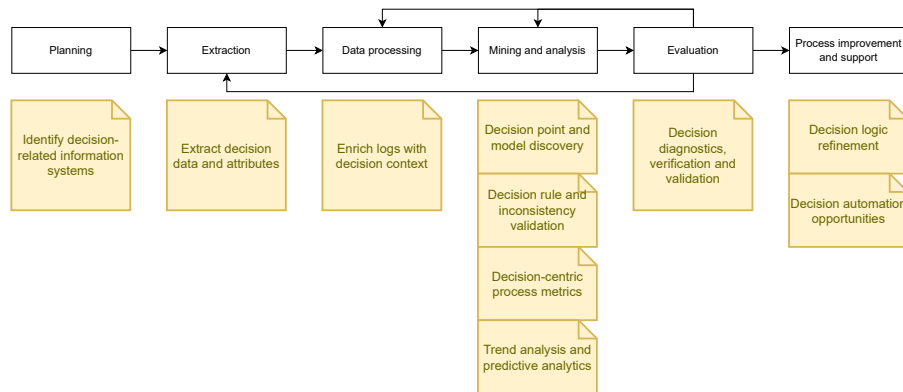 Planning
Extraction
Data processing
Mining and analysis
Evaluation
Process improvement
and support
Identify decision-
related information
systems
Extract decision
data and attributes
Enrich logs with
decision context
Decision point and
model discovery
Decision rule and
inconsistency
validation
Decision-centric
process metrics
Trend analysis and
predictive analytics
Decision
diagnostics,
verification and
validation
Decision logic
refinement
Decision automation
opportunities